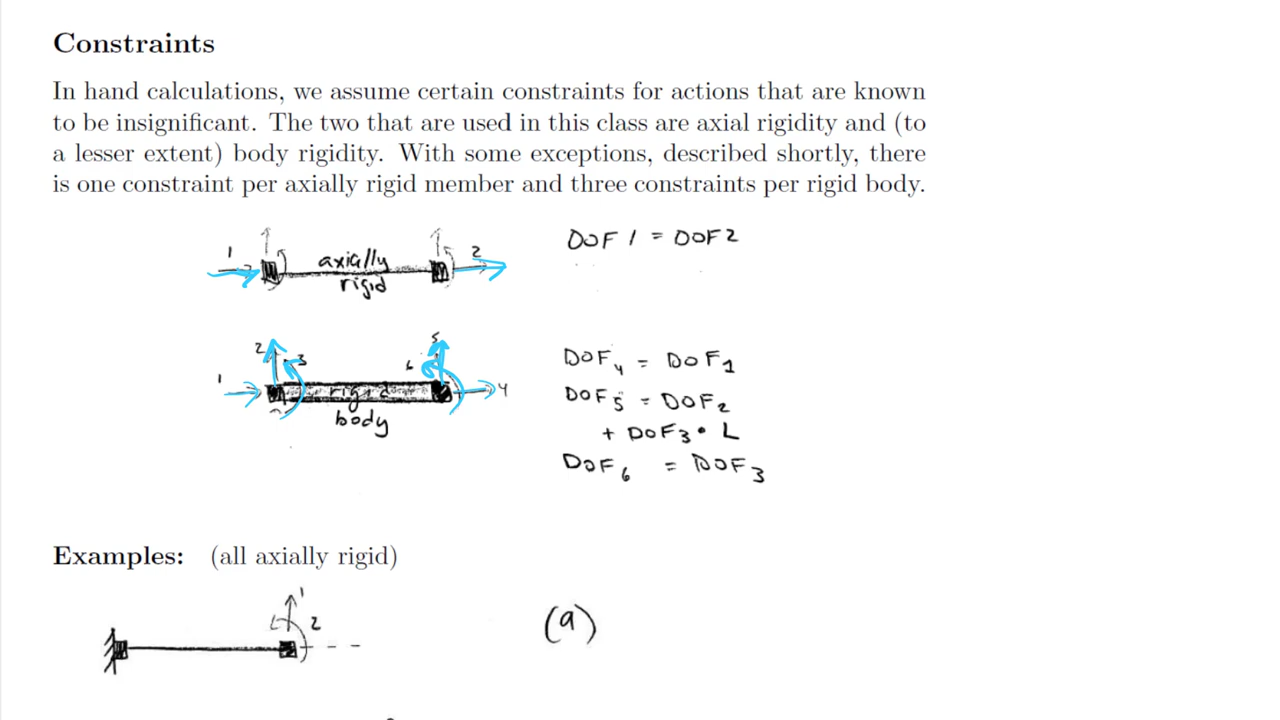 Constraints
In hand calculations, we assume certain constraints for actions that are known
to be insignificant. The two that are used in this class are axial rigidity and (to
a lesser extent) body rigidity. With some exceptions, described shortly, there
is one constraint per axially rigid member and three constraints per rigid body.
1 axially 2
rigid
DOF 1 = DOF 2
2 3 6 5
1 rigid 4
body
DOF4 = DOF1
DOF5 = DOF2
+ DOF3 • L
DOF6 = DOF3
Examples: (all axially rigid)
1
2
(a)